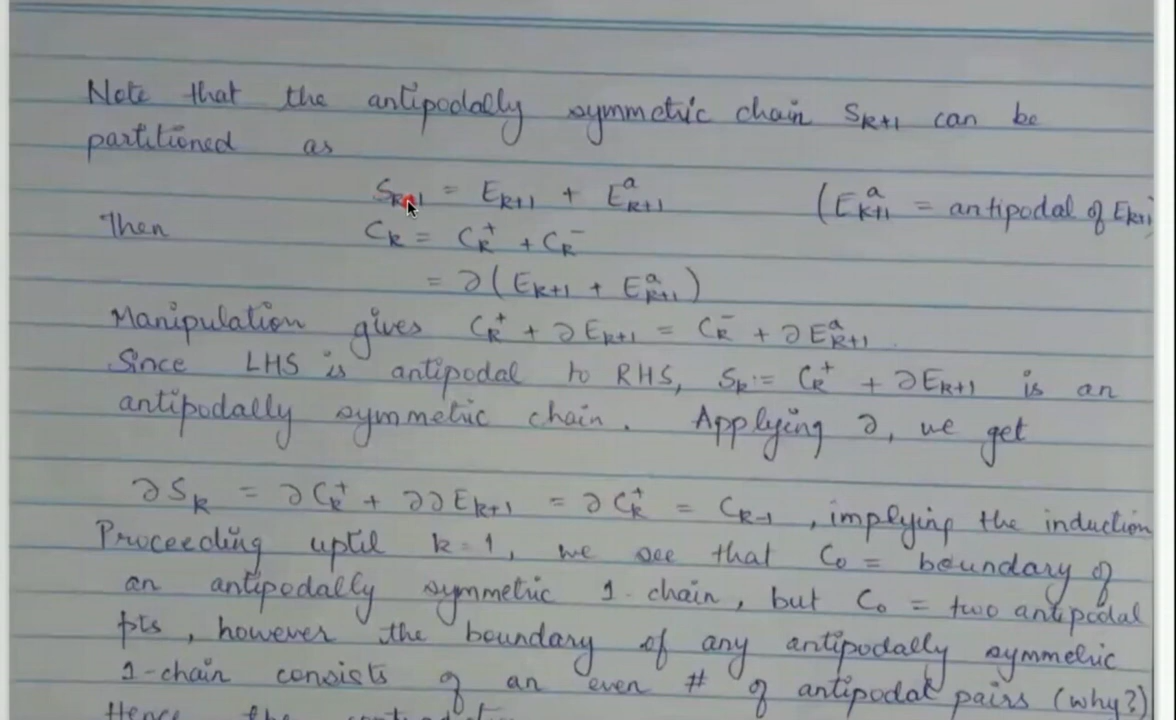 Note that the antipodally symmetric chain S_{k+1} can be
partitioned as
S_{k+1} = E_{k+1} + E^a_{k+1} (E^a_{k+1} = antipodal of E_{k+1})
Then C_k = C_k^+ + C_k^-
= ∂(E_{k+1} + E^a_{k+1})
Manipulation gives C_k^+ + ∂E_{k+1} = C_k^- + ∂E^a_{k+1}.
Since LHS is antipodal to RHS, S_k := C_k^+ + ∂E_{k+1} is an
antipodally symmetric chain. Applying ∂, we get
∂S_k = ∂C_k^+ + ∂∂E_{k+1} = ∂C_k^+ = C_{k-1}, implying the induction
Proceeding uptil k=1, we see that C_0 = boundary of
an antipodally symmetric 1-chain, but C_0 = two antipodal
pts, however the boundary of any antipodally symmetric
1-chain consists of an even # of antipodal pairs (why?)
Hence the